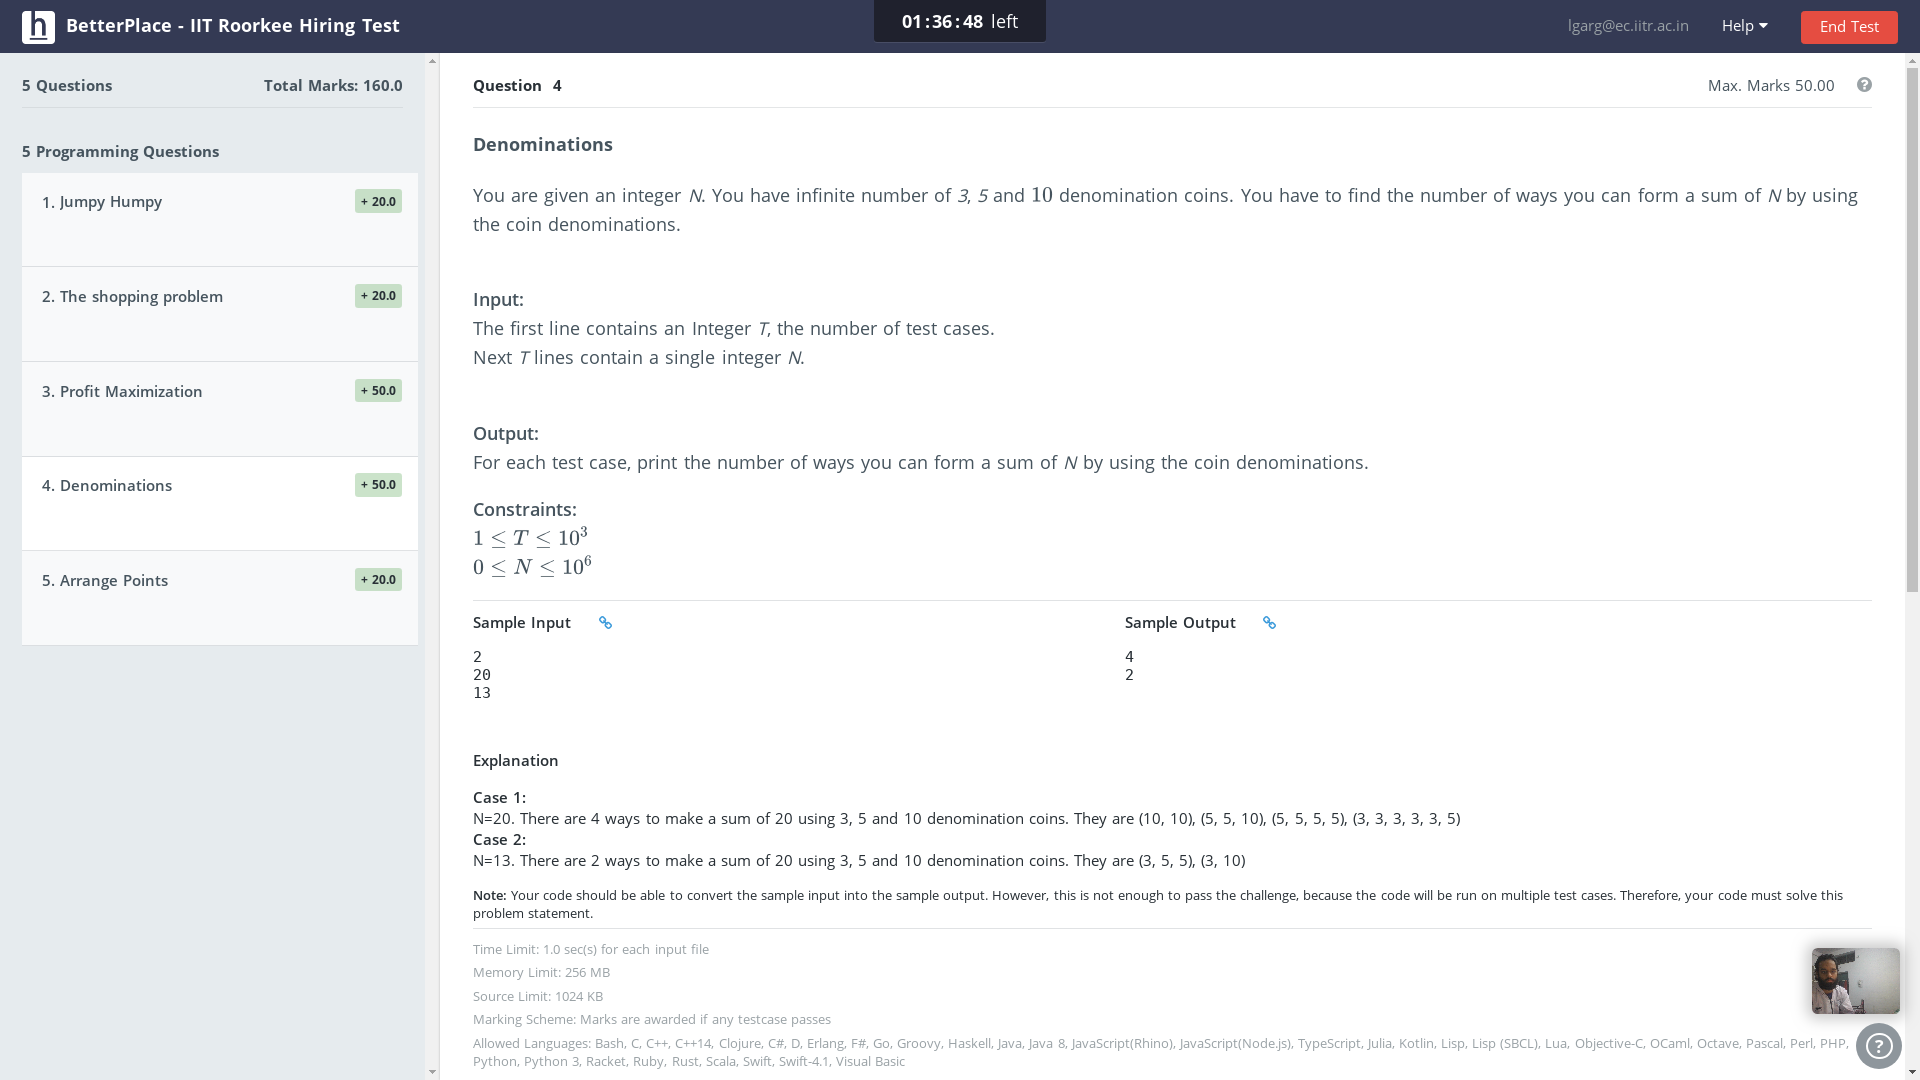 h BetterPlace - IIT Roorkee Hiring Test
01:36:48 left
lgarg@ec.iitr.ac.in
Help
End Test
5 Questions
Total Marks: 160.0
5 Programming Questions
1. Jumpy Humpy
+ 20.0
2. The shopping problem
+ 20.0
3. Profit Maximization
+ 50.0
4. Denominations
+ 50.0
5. Arrange Points
+ 20.0
Question 4
Max. Marks 50.00
?
Denominations
You are given an integer N. You have infinite number of 3, 5 and 10 denomination coins. You have to find the number of ways you can form a sum of N by using
the coin denominations.
Input:
The first line contains an Integer T, the number of test cases.
Next T lines contain a single integer N.
Output:
For each test case, print the number of ways you can form a sum of N by using the coin denominations.
Constraints:
1 ≤ T ≤ 10³
0 ≤ N ≤ 10⁶
Sample Input
2
20
13
Sample Output
4
2
Explanation
Case 1:
N=20. There are 4 ways to make a sum of 20 using 3, 5 and 10 denomination coins. They are (10, 10), (5, 5, 10), (5, 5, 5, 5), (3, 3, 3, 3, 3, 5)
Case 2:
N=13. There are 2 ways to make a sum of 20 using 3, 5 and 10 denomination coins. They are (3, 5, 5), (3, 10)
Note: Your code should be able to convert the sample input into the sample output. However, this is not enough to pass the challenge, because the code will be run on multiple test cases. Therefore, your code must solve this
problem statement.
Time Limit: 1.0 sec(s) for each input file
Memory Limit: 256 MB
Source Limit: 1024 KB
Marking Scheme: Marks are awarded if any testcase passes
Allowed Languages: Bash, C, C++, C++14, Clojure, C#, D, Erlang, F#, Go, Groovy, Haskell, Java, Java 8, JavaScript(Rhino), JavaScript(Node.js), TypeScript, Julia, Kotlin, Lisp, Lisp (SBCL), Lua, Objective-C, OCaml, Octave, Pascal, Perl, PHP,
Python, Python 3, Racket, Ruby, Rust, Scala, Swift, Swift-4.1, Visual Basic
?